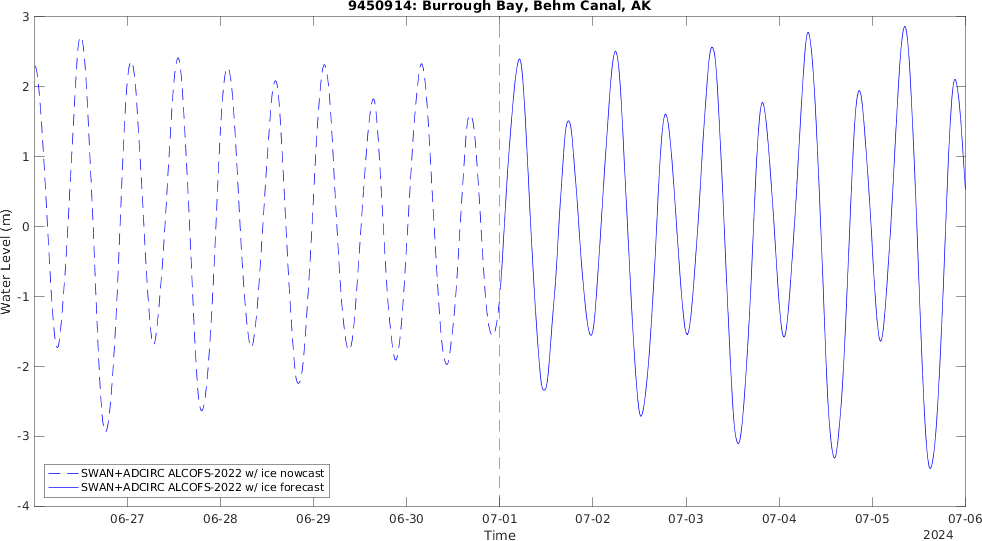 9450914: Burrough Bay, Behm Canal, AK
Water Level (m)
3
2
1
0
-1
-2
-3
-4
SWAN+ADCIRC ALCOFS-2022 w/ ice nowcast
SWAN+ADCIRC ALCOFS-2022 w/ ice forecast
06-27 06-28 06-29 06-30 07-01 07-02 07-03 07-04 07-05 07-06
Time
2024